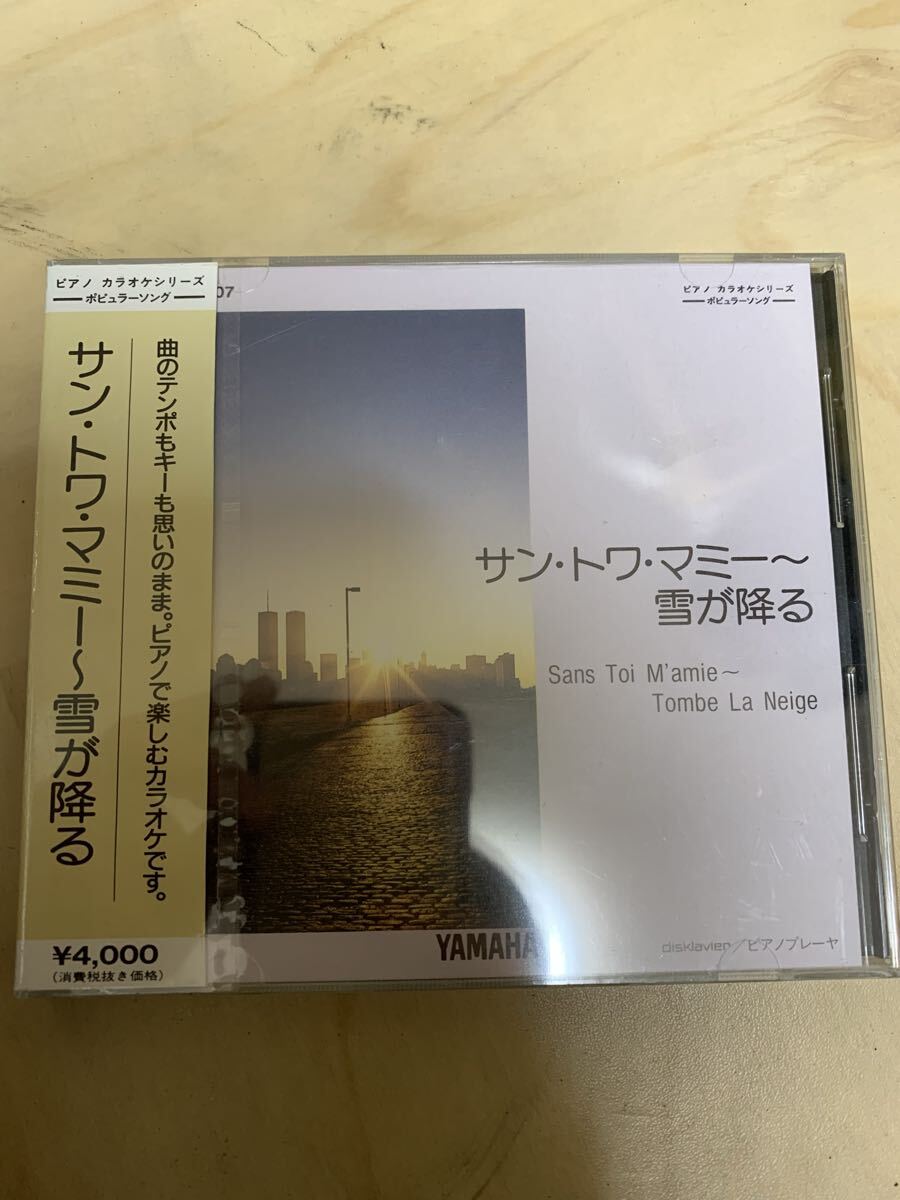 ピアノ カラオケシリーズ
ポピュラーソング
サン・トワ・マミー〜雪が降る
曲のテンポもキーも思いのまま。ピアノで楽しむカラオケです。
¥4,000
(消費税抜き価格)
07
ピアノ カラオケシリーズ
ポピュラーソング
サン・トワ・マミー〜
雪が降る
Sans Toi M'amie〜
Tombe La Neige
YAMAHA
disklavier/ピアノプレーヤ